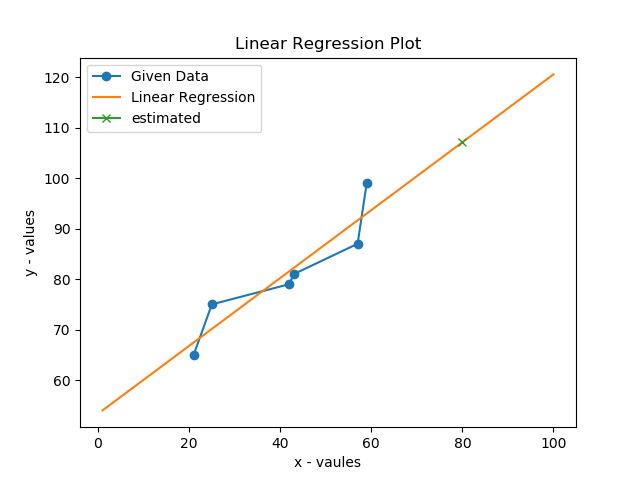 Linear Regression Plot
Given Data
Linear Regression
estimated
120
110
100
90
80
70
60
y - values
0 20 40 60 80 100
x - vaules